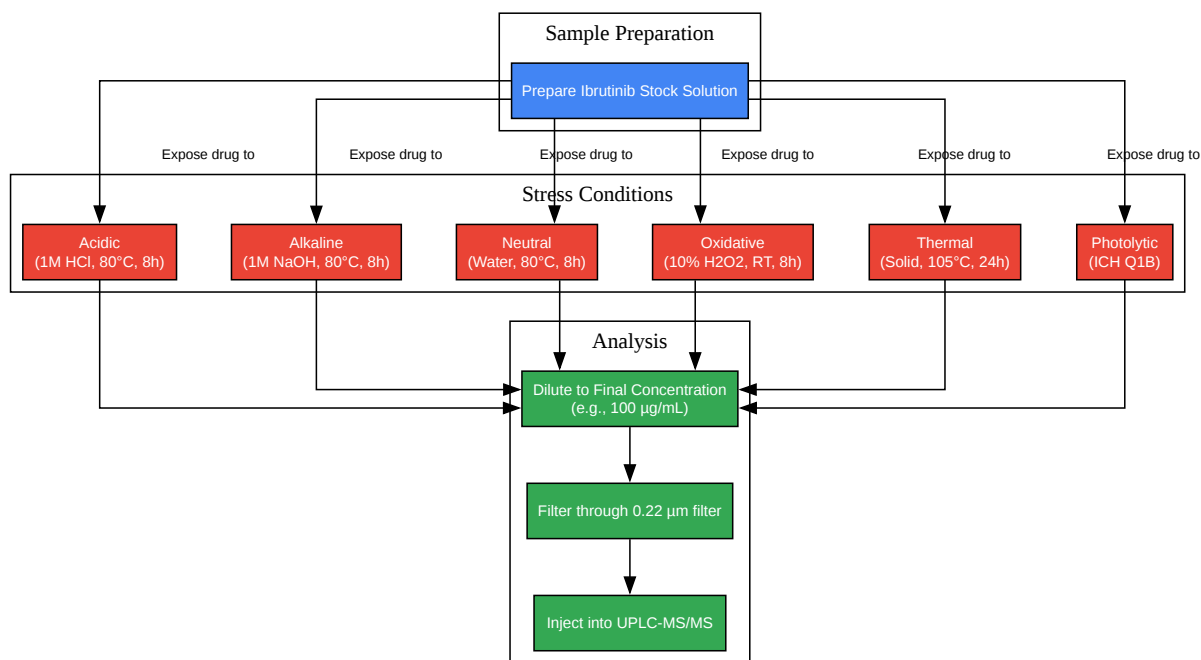 Sample Preparation
Prepare Ibrutinib Stock Solution
Expose drug to
Expose drug to
Expose drug to
Expose drug to
Expose drug to
Expose drug to
Stress Conditions
Acidic
(1M HCl, 80°C, 8h)
Alkaline
(1M NaOH, 80°C, 8h)
Neutral
(Water, 80°C, 8h)
Oxidative
(10% H2O2, RT, 8h)
Thermal
(Solid, 105°C, 24h)
Photolytic
(ICH Q1B)
Analysis
Dilute to Final Concentration
(e.g., 100 µg/mL)
Filter through 0.22 µm filter
Inject into UPLC-MS/MS